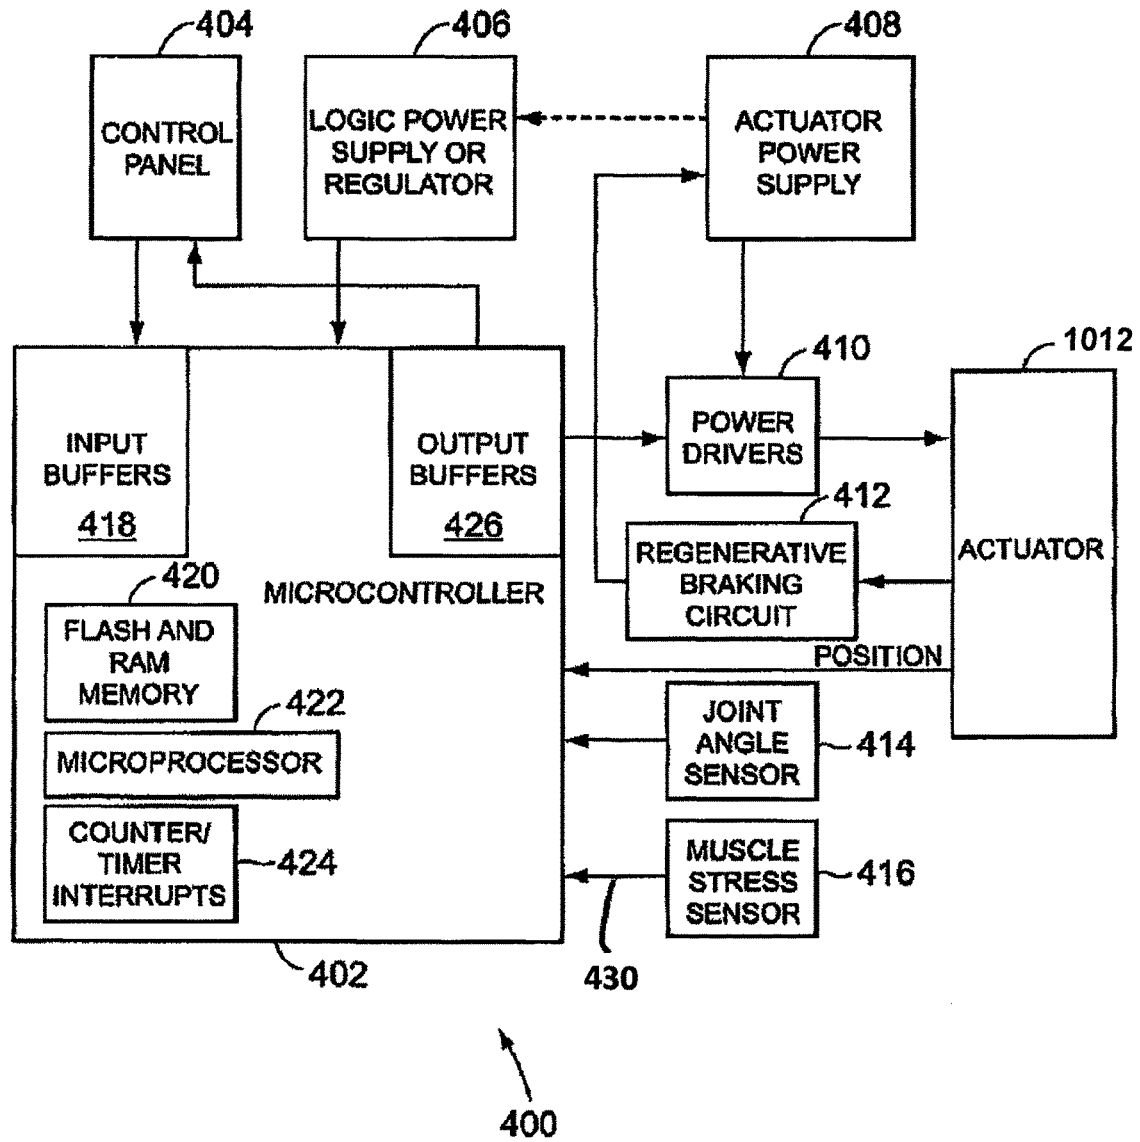 404
406
408
CONTROL
PANEL
LOGIC POWER
SUPPLY OR
REGULATOR
ACTUATOR
POWER
SUPPLY
410
1012
INPUT
BUFFERS
418
OUTPUT
BUFFERS
426
POWER
DRIVERS
412
REGENERATIVE
BRAKING
CIRCUIT
ACTUATOR
MICROCONTROLLER
420
FLASH AND
RAM
MEMORY
POSITION
422
MICROPROCESSOR
JOINT
ANGLE
SENSOR
414
COUNTER/
TIMER
INTERRUPTS
424
MUSCLE
STRESS
SENSOR
416
430
402
400